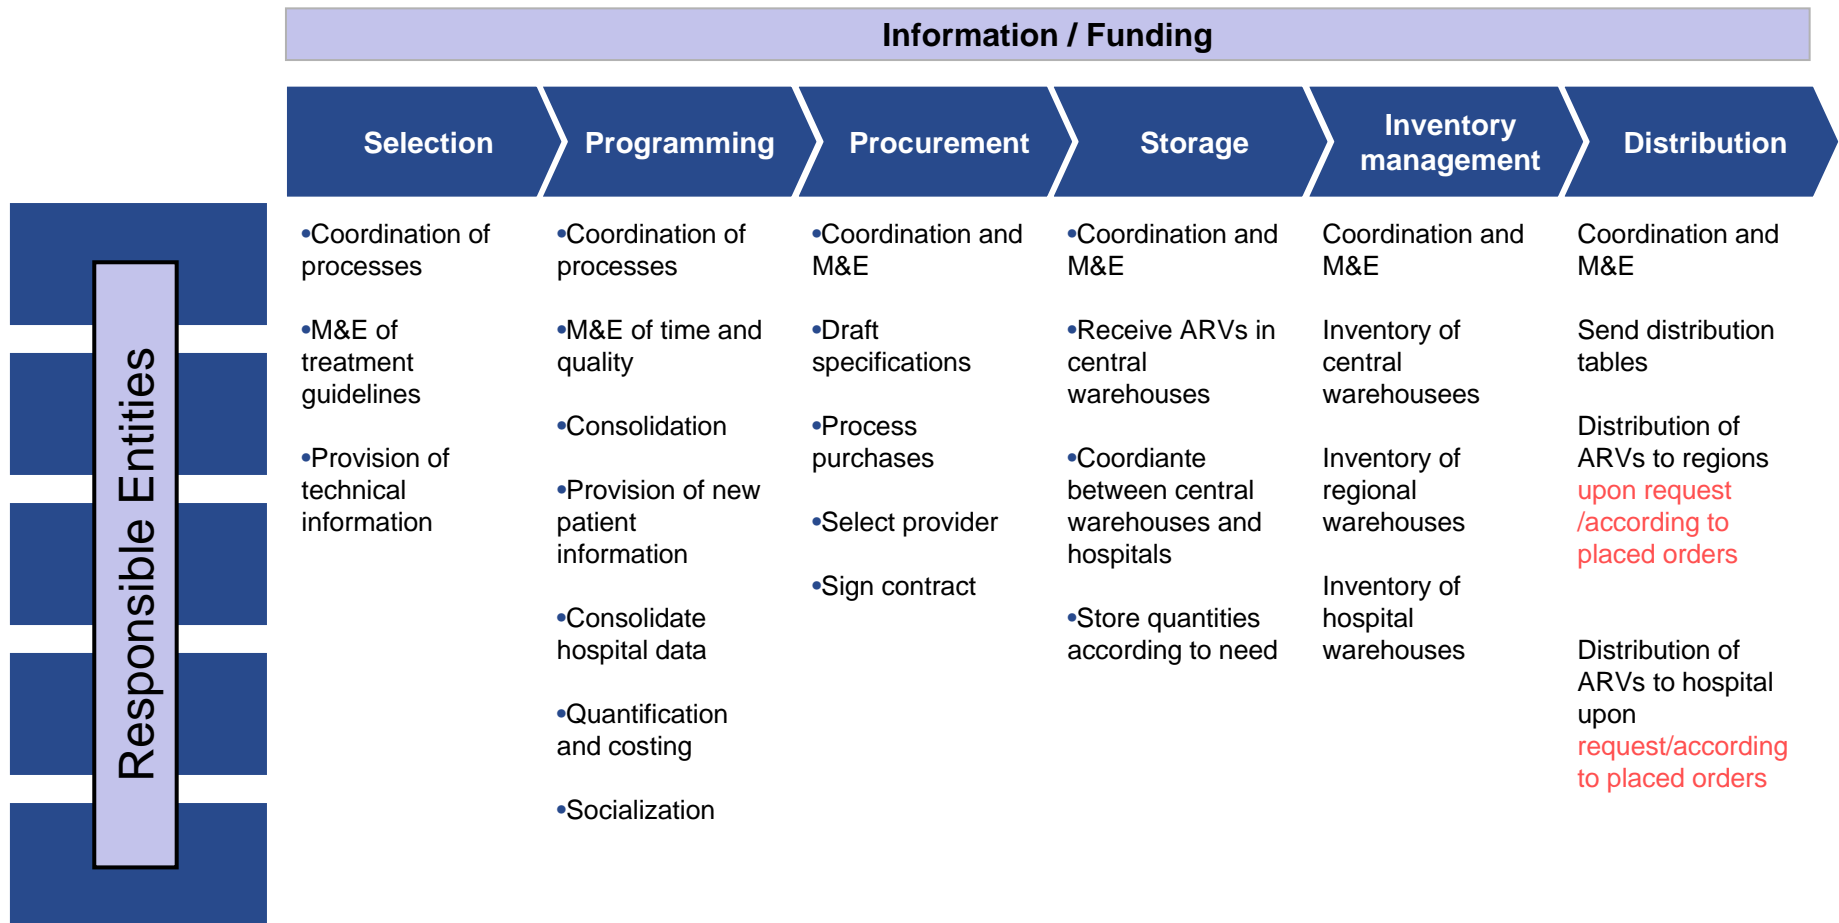 Information / Funding
Selection
Programming
Procurement
Storage
Inventory
management
Distribution
Responsible Entities
•Coordination of
processes
•M&E of
treatment
guidelines
•Provision of
technical
information
•Coordination of
processes
•M&E of time and
quality
•Consolidation
•Provision of new
patient
information
•Consolidate
hospital data
•Quantification
and costing
•Socialization
•Coordination and
M&E
•Draft
specifications
•Process
purchases
•Select provider
•Sign contract
•Coordination and
M&E
•Receive ARVs in
central
warehouses
•Coordiante
between central
warehouses and
hospitals
•Store quantities
according to need
Coordination and
M&E
Inventory of
central
warehousees
Inventory of
regional
warehouses
Inventory of
hospital
warehouses
Coordination and
M&E
Send distribution
tables
Distribution of
ARVs to regions
upon request
/according to
placed orders
Distribution of
ARVs to hospital
upon
request/according
to placed orders